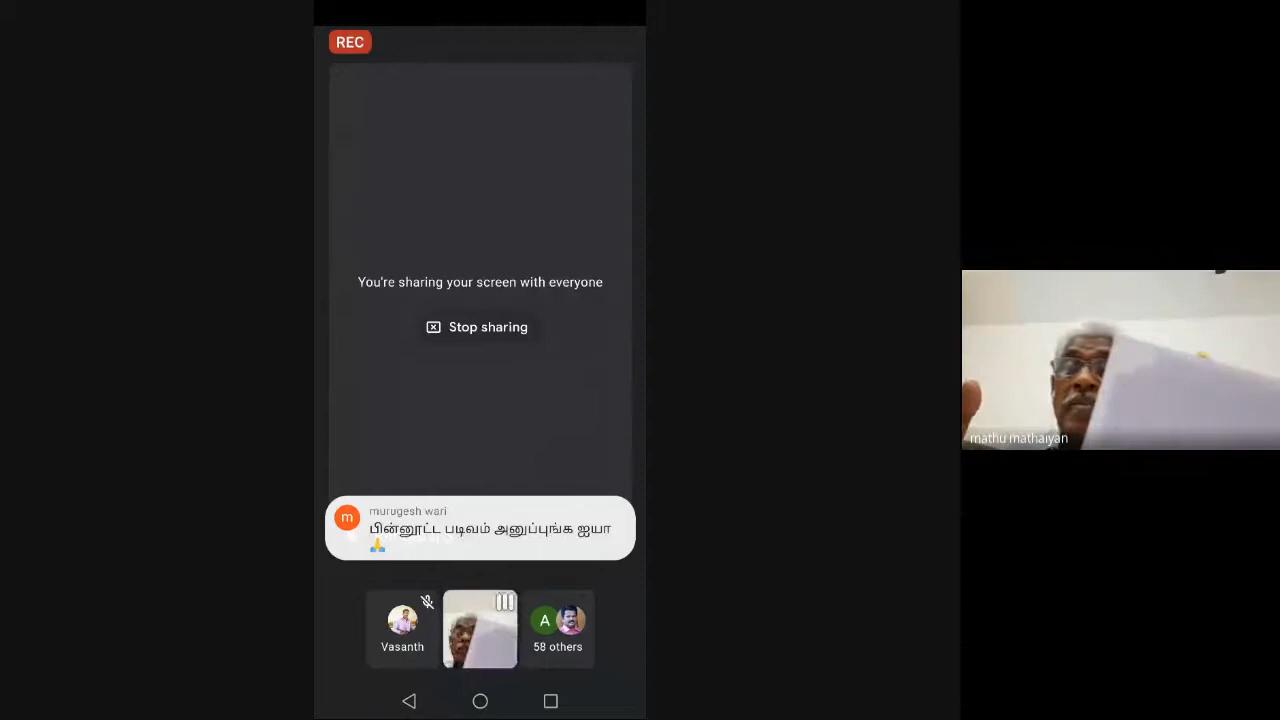 REC
You're sharing your screen with everyone
Stop sharing
murugesh wari
m
பின்னூட்ட படிவம் அனுப்புங்க ஐயா
🙏
Vasanth
A
58 others
mathu mathaiyan